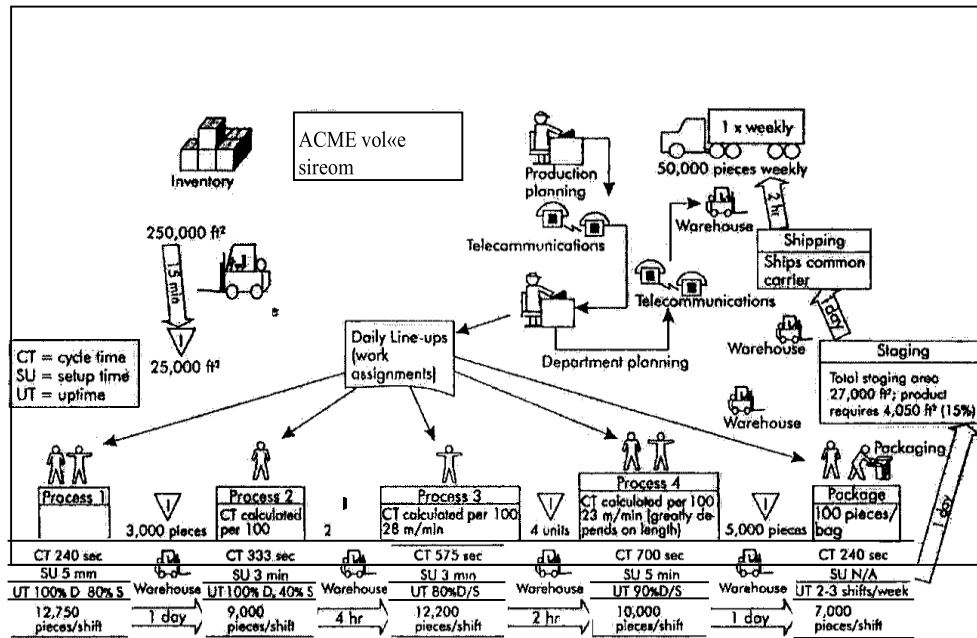 ACME vol«e
sireom
Inventory
Production
planning
1 x weekly
50,000 pieces weekly
Telecommunications
Warehouse
2 hr
Shipping
Ships common
carrier
250,000 ft²
15 min
25,000 ft²
Telecommunications
1 day
Warehouse
Department planning
Daily Line-ups
(work
assignments)
CT = cycle time
SU = setup time
UT = uptime
Staging
Total staging area
27,000 ft²; product
requires 4,050 ft² (15%)
Warehouse
Packaging
1 day
Process 1
I
3,000 pieces
Process 2
CT calculated
per 100
2
Process 3
CT calculated per 100
28 m/min
I
4 units
Process 4
CT calculated per 100
23 m/min (greatly de-
pends on length)
I
5,000 pieces
Package
100 pieces/
bag
CT 240 sec
CT 333 sec
CT 575 sec
CT 700 sec
CT 240 sec
SU 5 mm
SU 3 min
SU 3 min
SU 5 min
SU N/A
UT 100% D 80% S
Warehouse
UT 100% D, 40% S
Warehouse
UT 80%D/S
Warehouse
UT 90%D/S
Warehouse
UT 2-3 shifts/week
12,750
pieces/shift
1 day
9,000
pieces/shift
4 hr
12,200
pieces/shift
2 hr
10,000
pieces/shift
1 day
7,000
pieces/shift